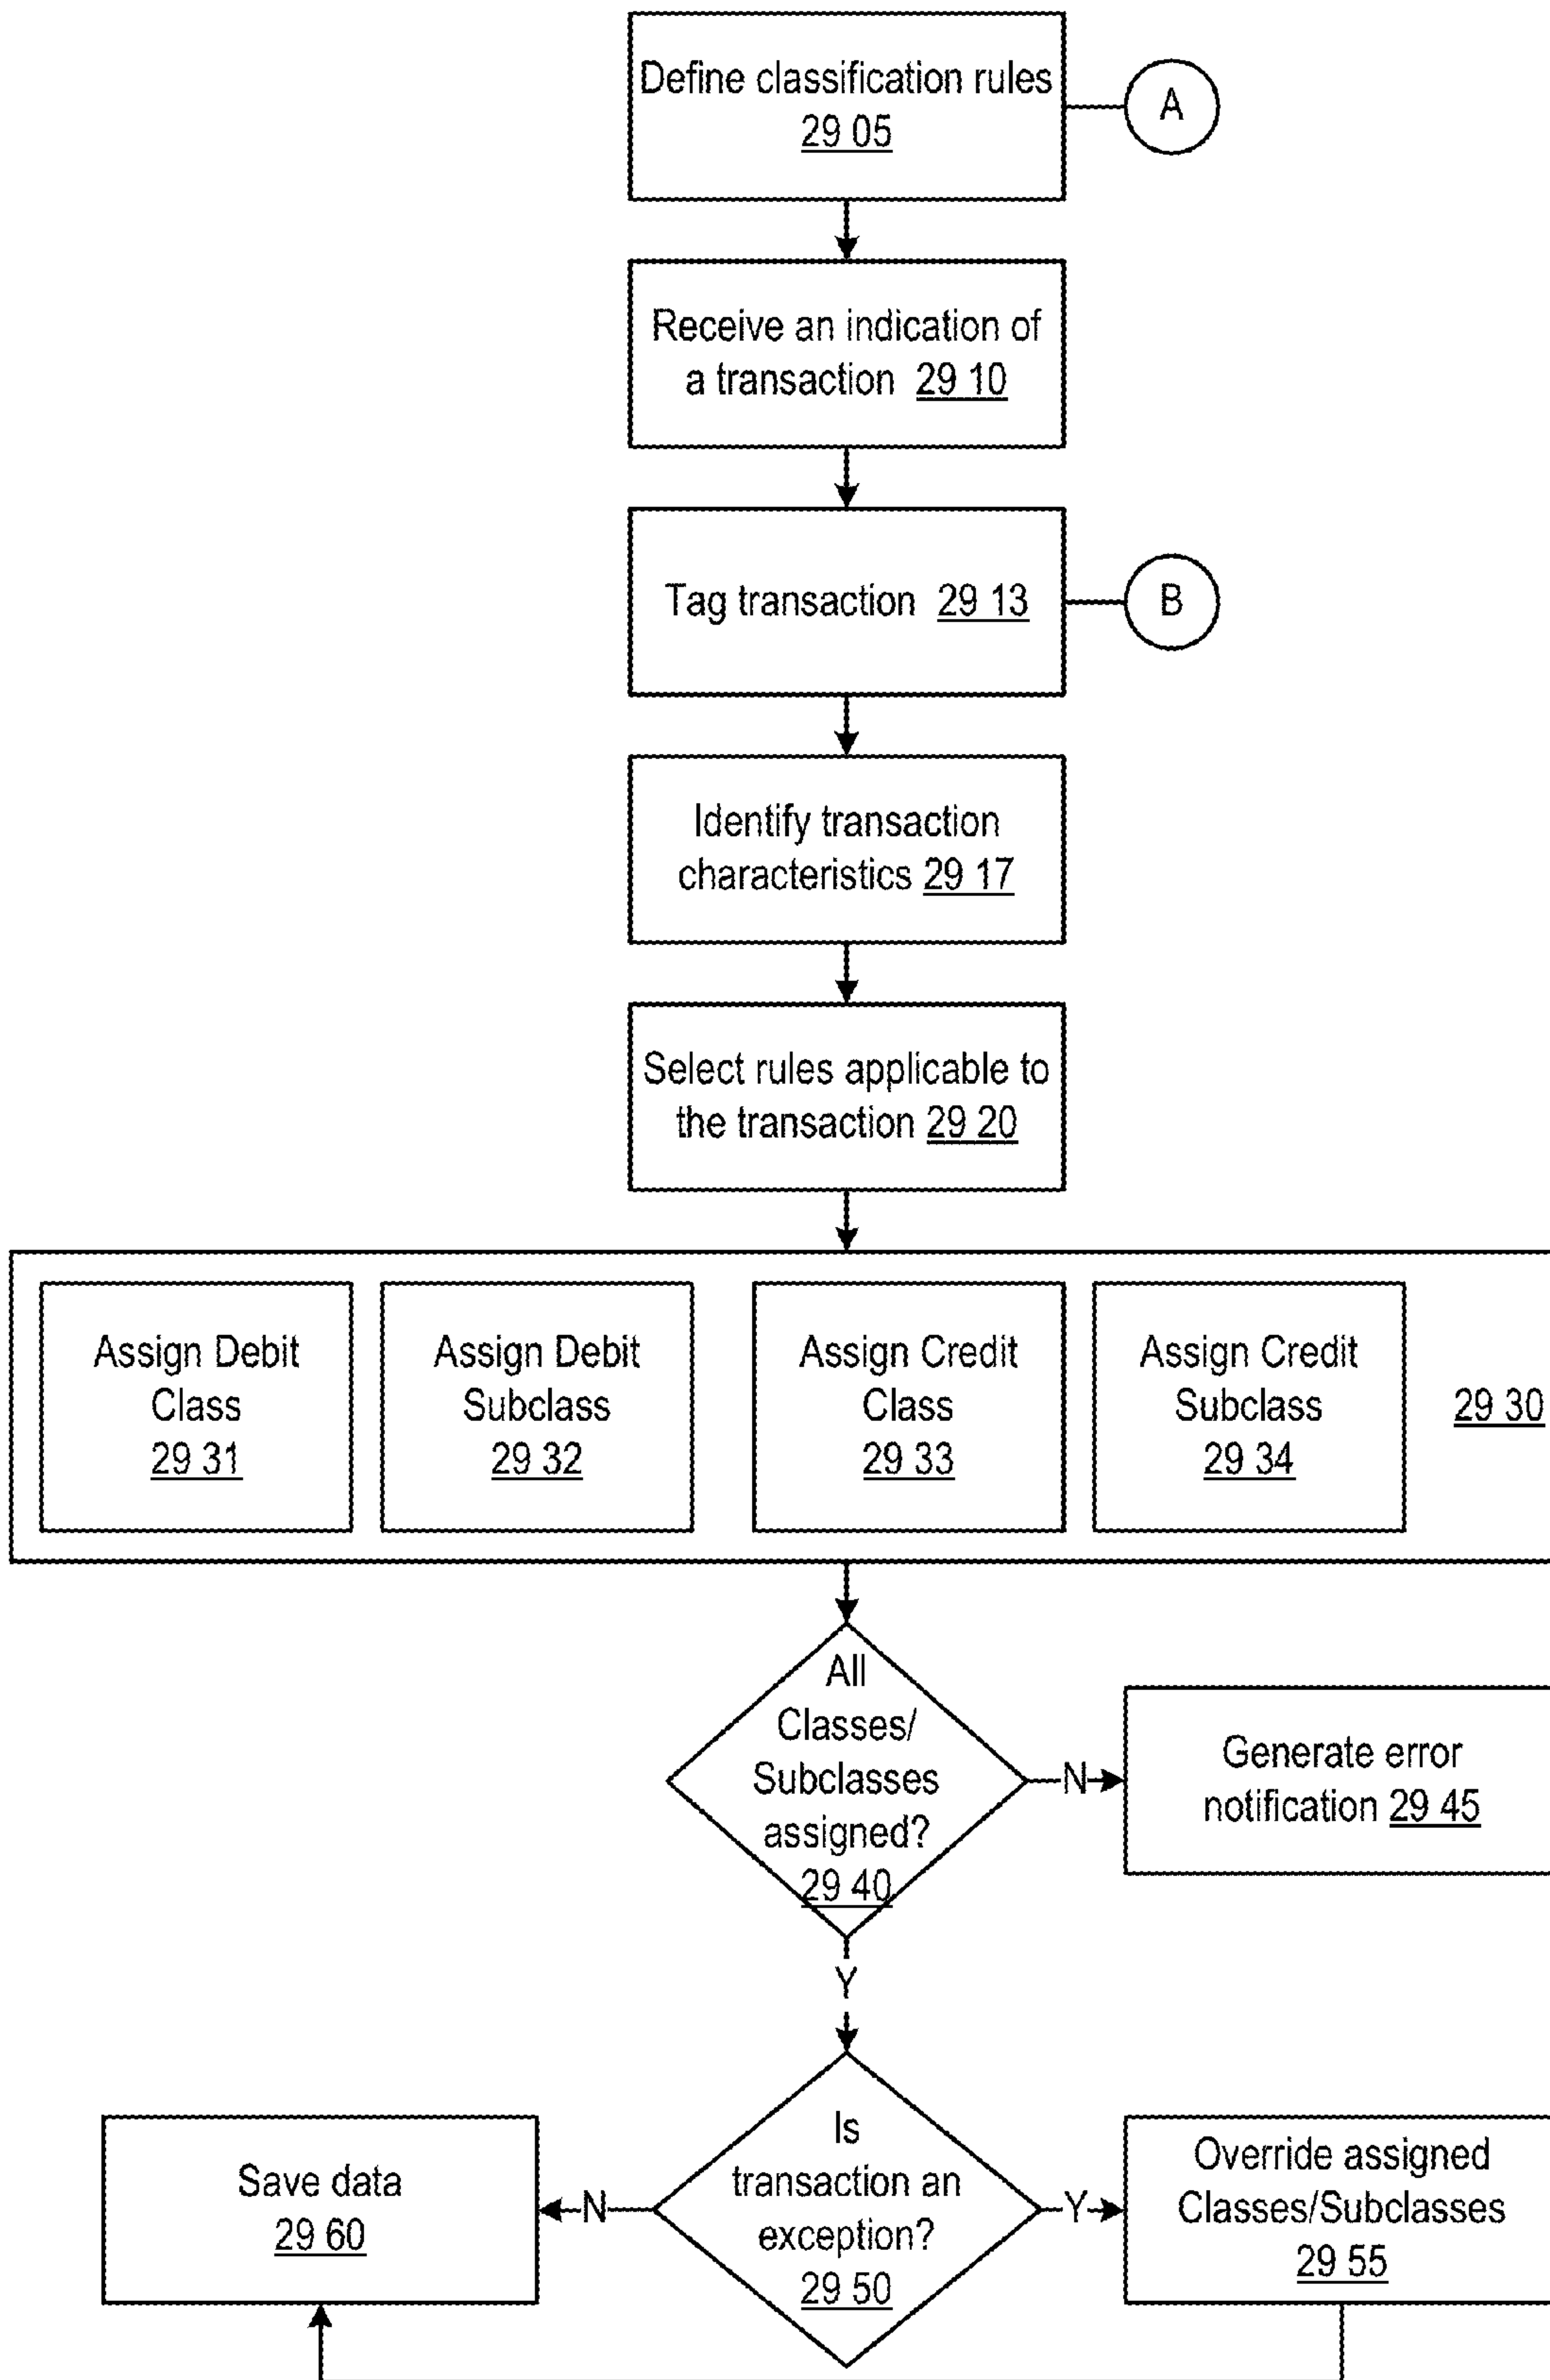 Define classification rules
29 05
A
Receive an indication of
a transaction 29 10
Tag transaction 29 13
B
Identify transaction
characteristics 29 17
Select rules applicable to
the transaction 29 20
Assign Debit
Class
29 31
Assign Debit
Subclass
29 32
Assign Credit
Class
29 33
Assign Credit
Subclass
29 34
29 30
All
Classes/
Subclasses
assigned?
29 40
N
Generate error
notification 29 45
Y
Is
transaction an
exception?
29 50
N
Save data
29 60
Y
Override assigned
Classes/Subclasses
29 55